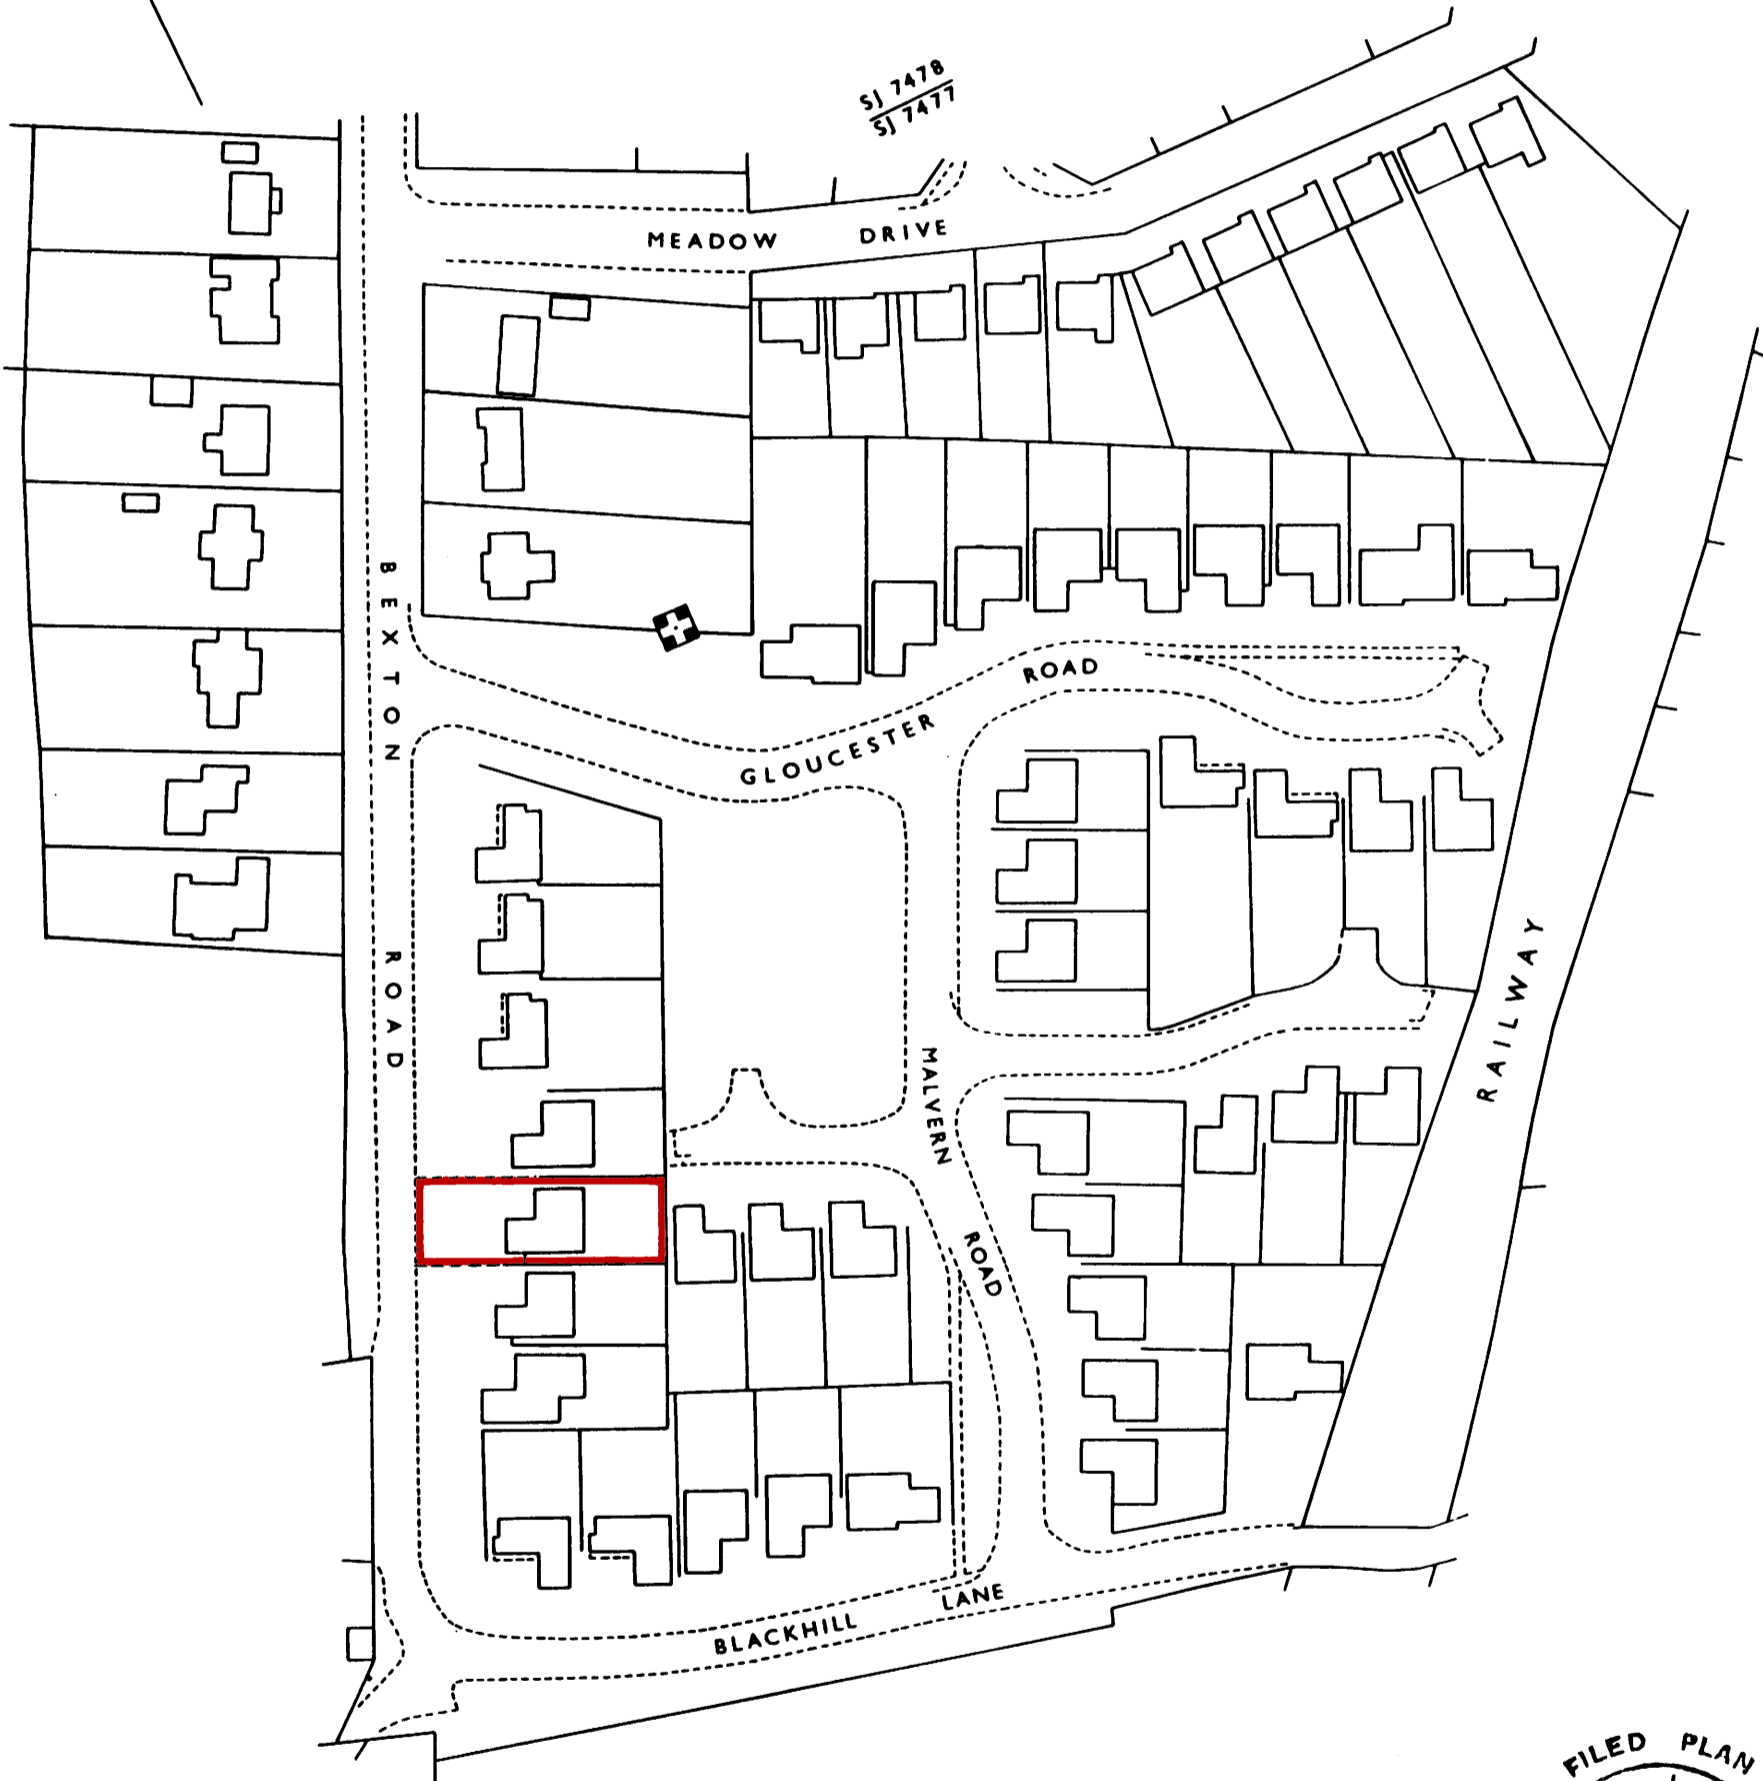 SJ 7478
SJ 7477
MEADOW DRIVE
BEXTON ROAD
GLOUCESTER ROAD
MALVERN ROAD
RAILWAY
BLACKHILL LANE
FILED PLAN